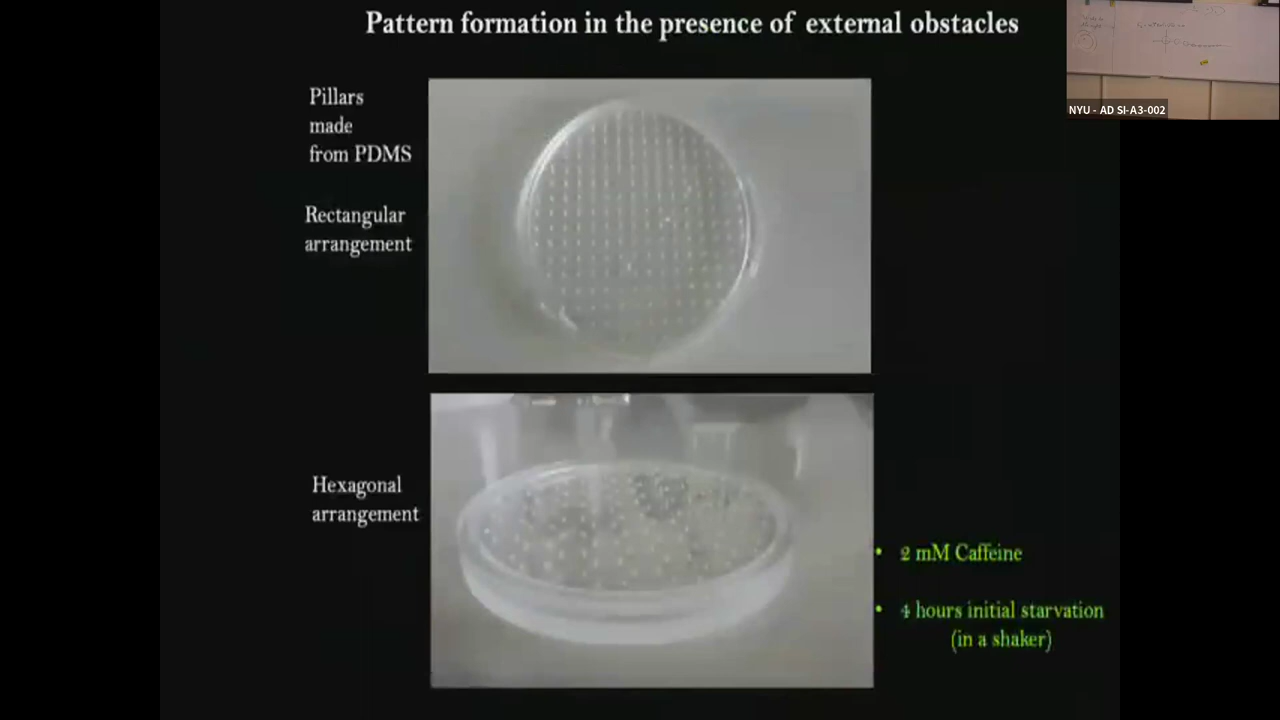 Pattern formation in the presence of external obstacles
Pillars
made
from PDMS
Rectangular
arrangement
Hexagonal
arrangement
• 2 mM Caffeine
• 4 hours initial starvation
(in a shaker)
NYU - AD SI-A3-002